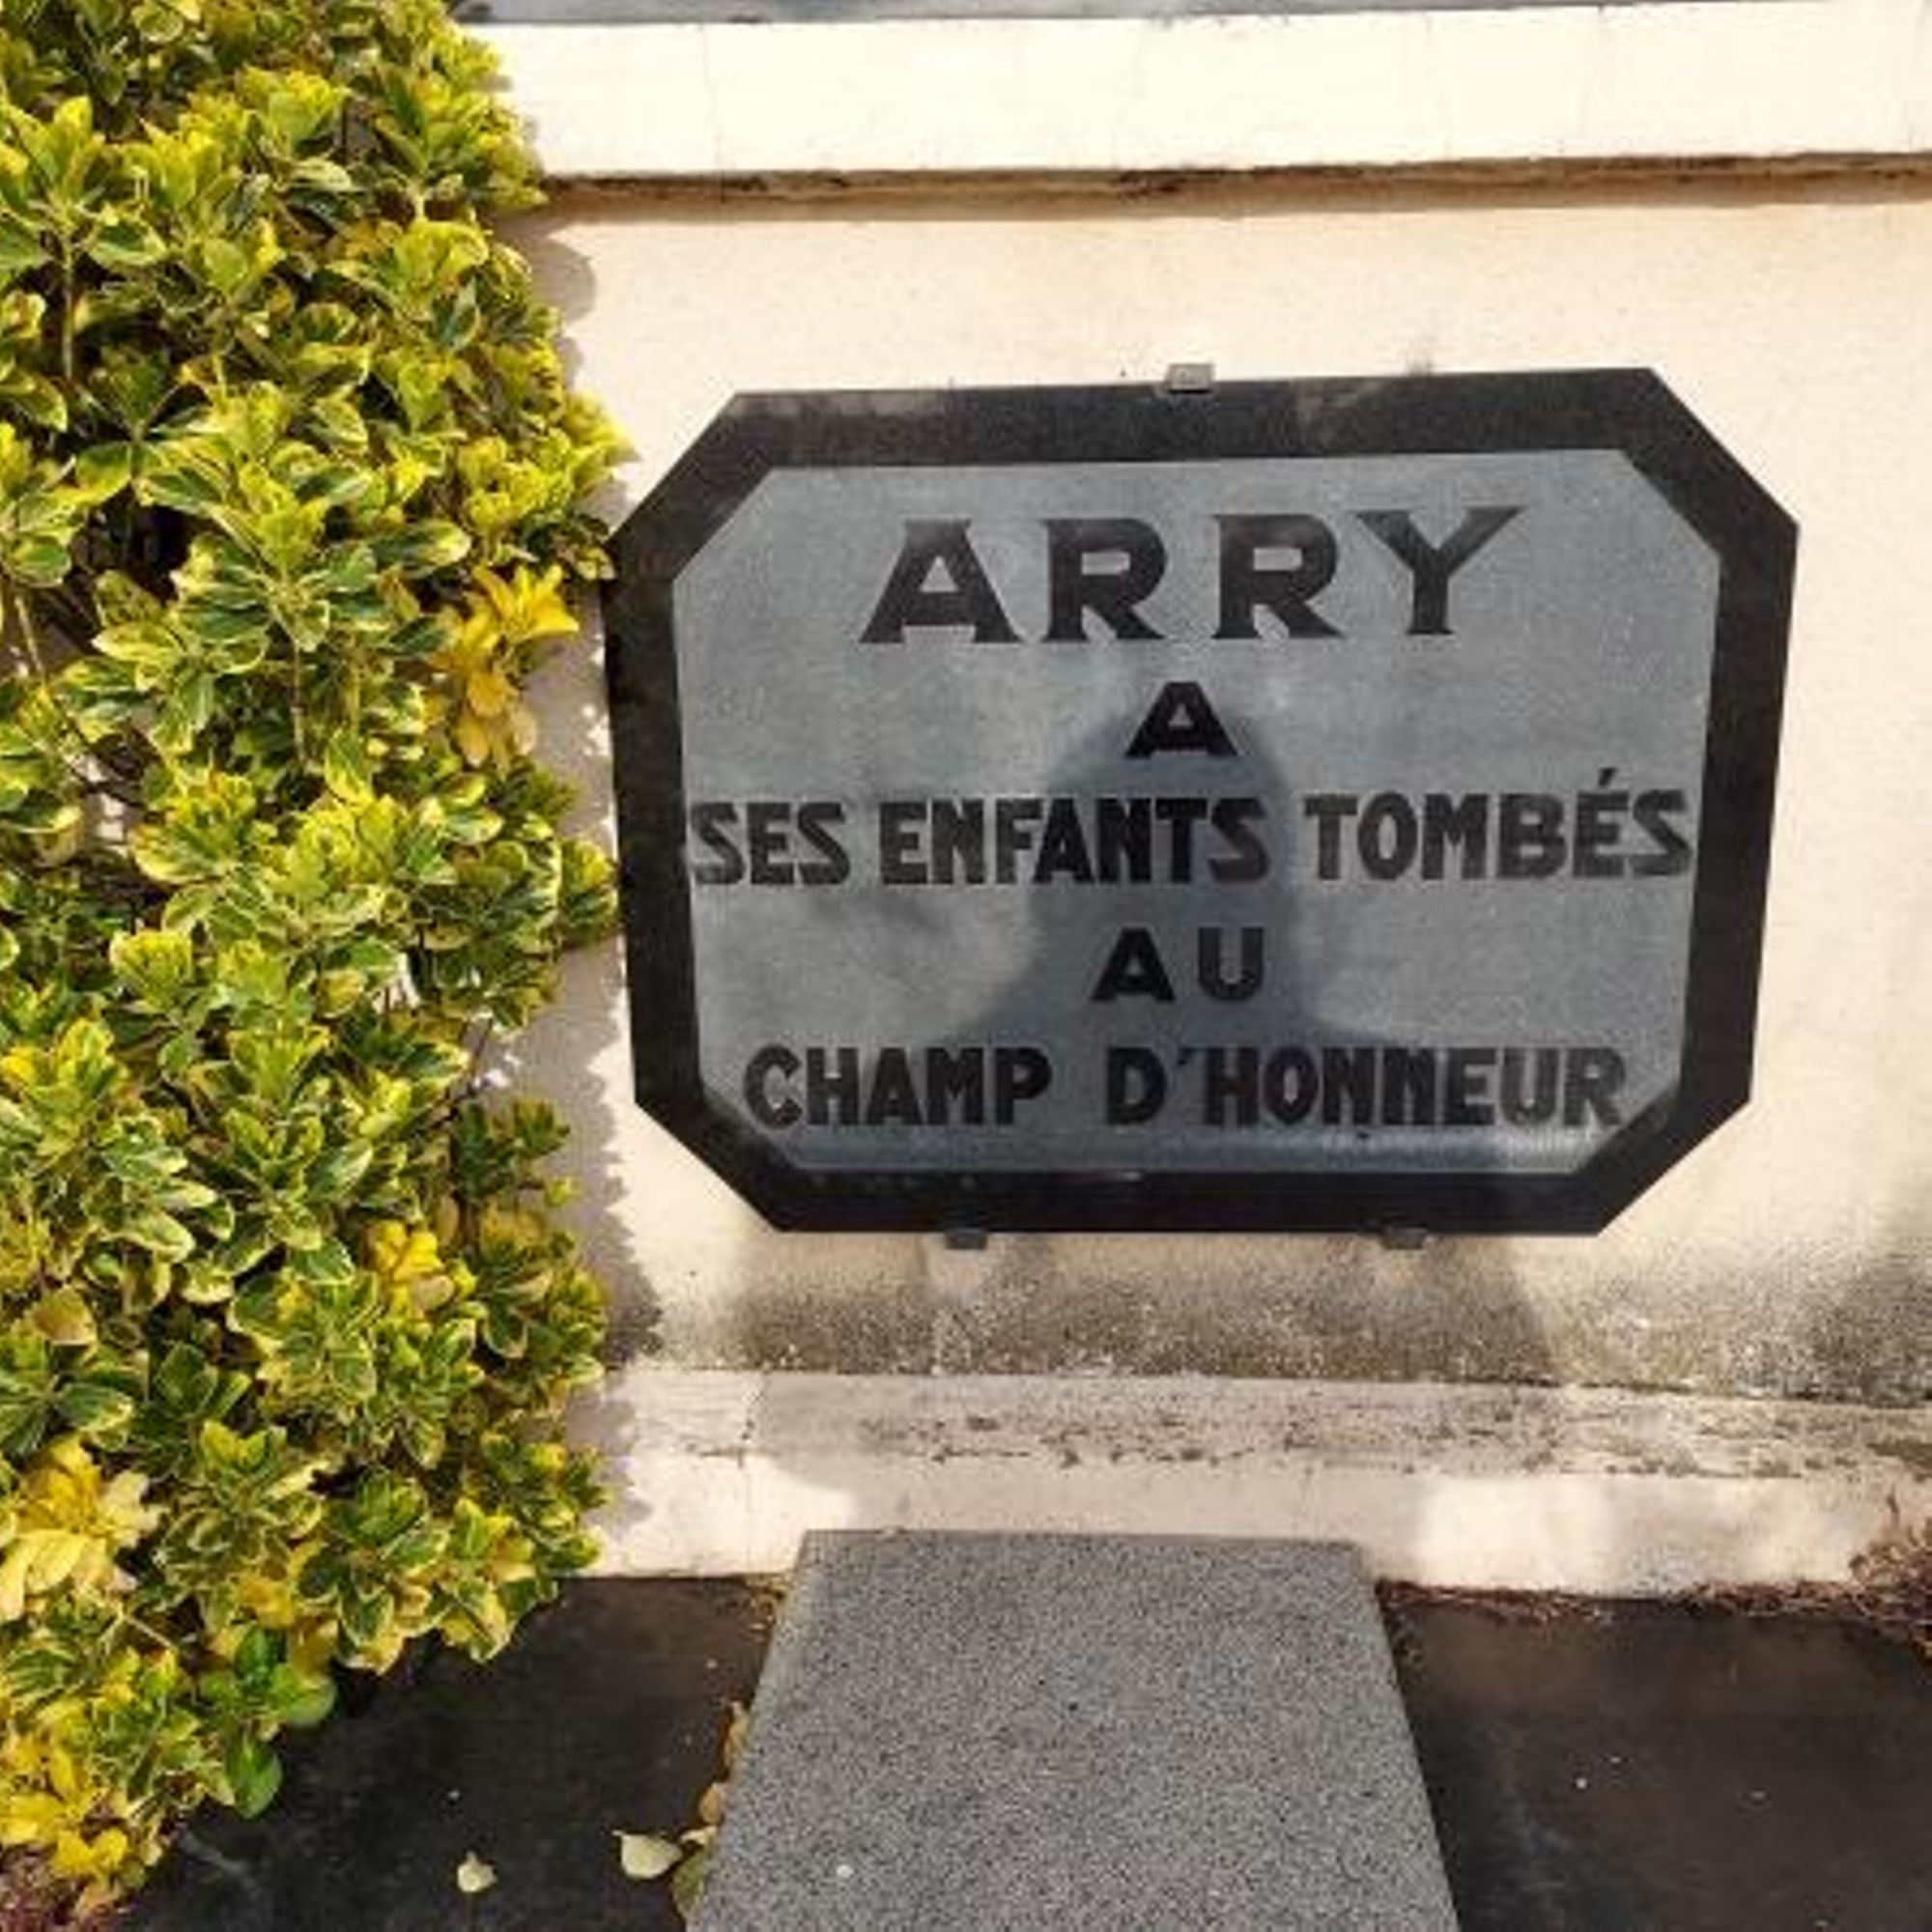 ARRY
A
SES ENFANTS TOMBÉS
AU
CHAMP D'HONNEUR